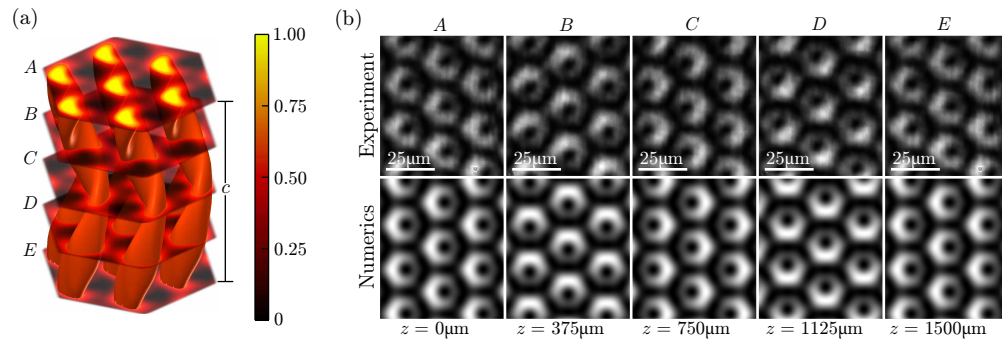 (a)
A
B
C
D
E
c
1.00
0.75
0.50
0.25
0
(b)
A B C D E
Experiment
25μm 25μm 25μm 25μm 25μm
Numerics
z = 0μm z = 375μm z = 750μm z = 1125μm z = 1500μm